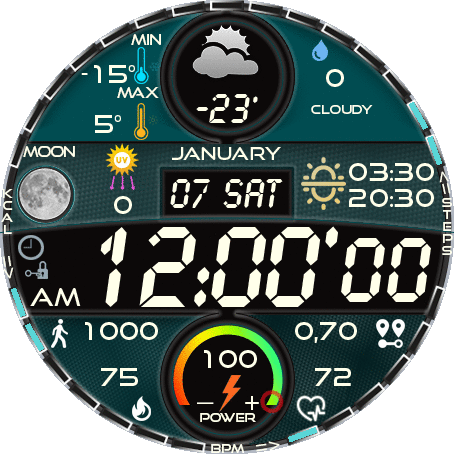 MIN
-15°
MAX
5°
-23°
0
CLOUDY
MOON
UV
0
JANUARY
07 SAT
03:30
20:30
KCAL
STEPS
AM
12:00'00
1000
75
100
- +
POWER
0,70
72
BPM =>